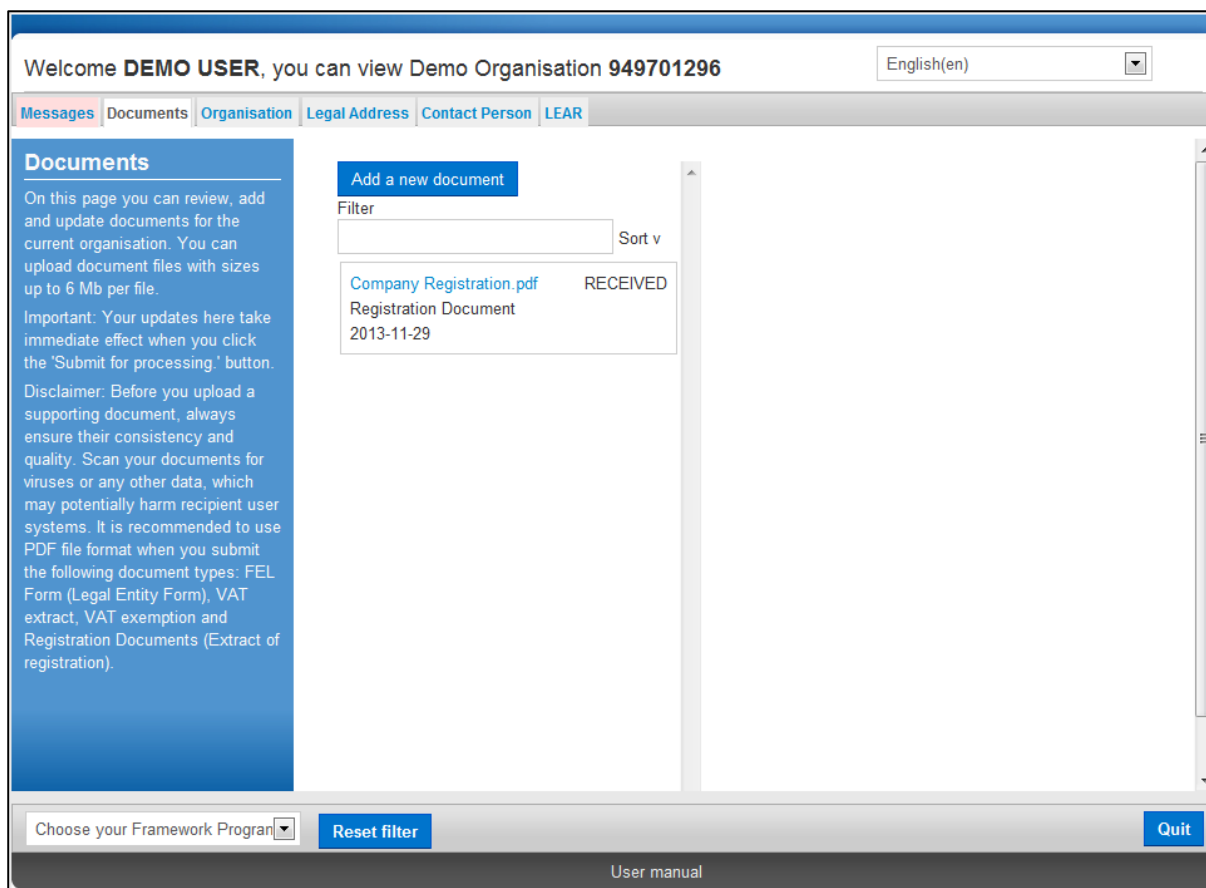 Welcome DEMO USER, you can view Demo Organisation 949701296
English(en)
Messages Documents Organisation Legal Address Contact Person LEAR
Documents
On this page you can review, add
and update documents for the
current organisation. You can
upload document files with sizes
up to 6 Mb per file.
Important: Your updates here take
immediate effect when you click
the 'Submit for processing.' button.
Disclaimer: Before you upload a
supporting document, always
ensure their consistency and
quality. Scan your documents for
viruses or any other data, which
may potentially harm recipient user
systems. It is recommended to use
PDF file format when you submit
the following document types: FEL
Form (Legal Entity Form), VAT
extract, VAT exemption and
Registration Documents (Extract of
registration).
Add a new document
Filter
Sort v
Company Registration.pdf RECEIVED
Registration Document
2013-11-29
Choose your Framework Progran
Reset filter
Quit
User manual